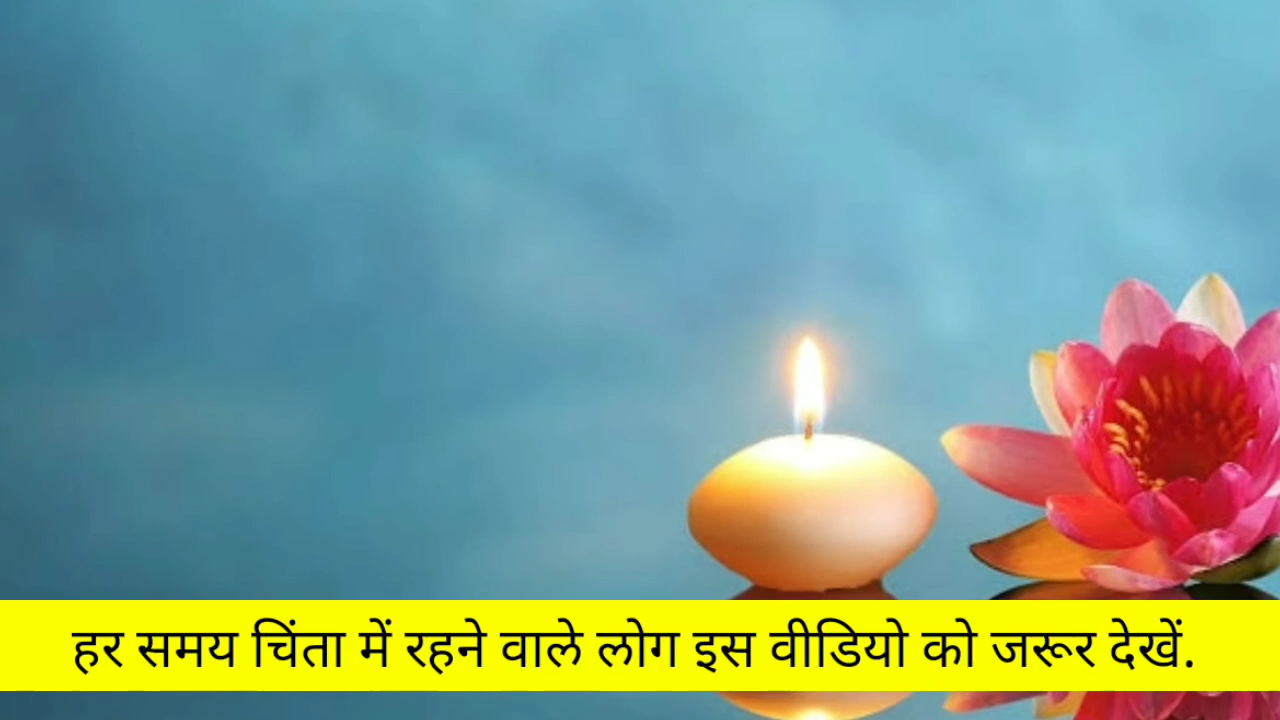 हर समय चिंता में रहने वाले लोग इस वीडियो को जरूर देखें.